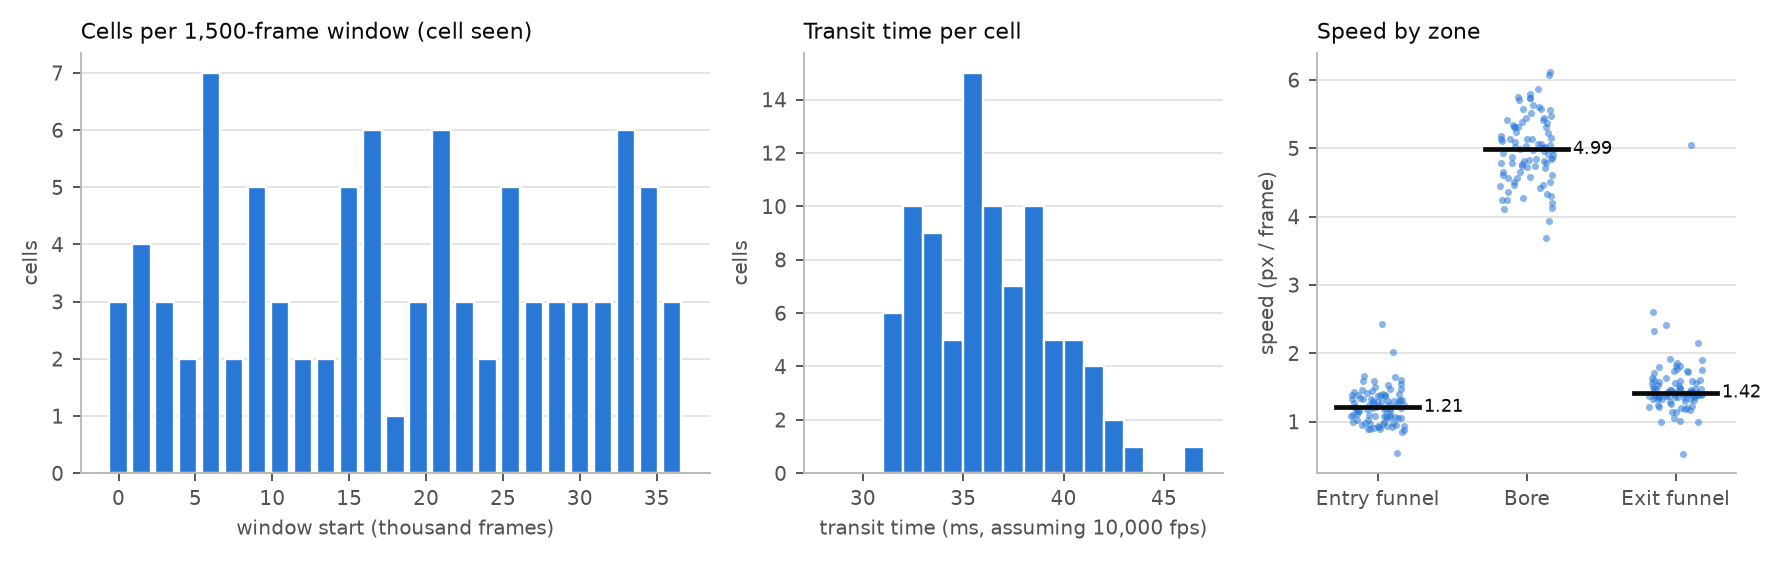 Cells per 1,500-frame window (cell seen)
cells
7
6
5
4
3
2
1
0
0 5 10 15 20 25 30 35
window start (thousand frames)
Transit time per cell
cells
14
12
10
8
6
4
2
0
30 35 40 45
transit time (ms, assuming 10,000 fps)
Speed by zone
speed (px / frame)
6
5
4
3
2
1
4.99
1.21
1.42
Entry funnel Bore Exit funnel